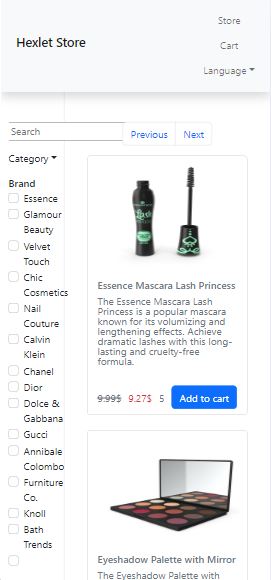 Store
Hexlet Store
Cart
Language
Search
Previous
Next
Category
Brand
Essence
Glamour
Beauty
Velvet
Touch
Chic
Cosmetics
Nail
Couture
Calvin
Klein
Chanel
Dior
Dolce &
Gabbana
Gucci
Annibale
Colombo
Furniture
Co.
Knoll
Bath
Trends
Lash
Essence Mascara Lash Princess
The Essence Mascara Lash
Princess is a popular mascara
known for its volumizing and
lengthening effects. Achieve
dramatic lashes with this long-
lasting and cruelty-free
formula.
9.99$ 9.27$ 5 Add to cart
Eyeshadow Palette with Mirror
The Eyeshadow Palette with